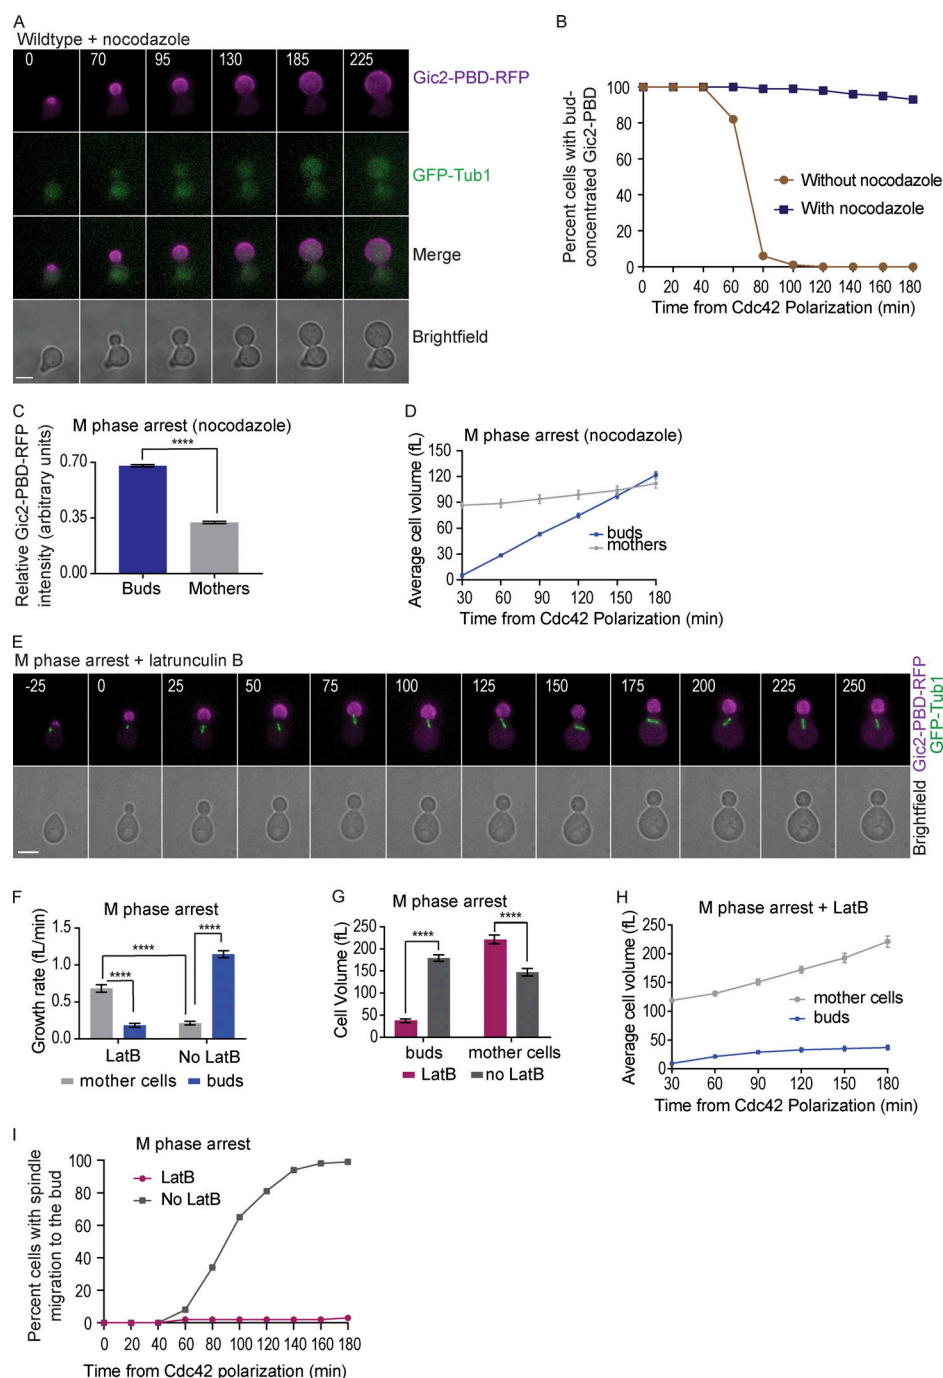 A
Wildtype + nocodazole
0 70 95 130 185 225
Gic2-PBD-RFP
GFP-Tub1
Merge
Brightfield
B
Percent cells with bud-
concentrated Gic2-PBD
100
80
60
40
20
0
Without nocodazole
With nocodazole
0 20 40 60 80 100 120 140 160 180
Time from Cdc42 Polarization (min)
C
M phase arrest (nocodazole)
****
Relative Gic2-PBD-RFP
intensity (arbitrary units)
0.70
0.35
0.00
Buds Mothers
D
M phase arrest (nocodazole)
Average cell volume (fL)
150
120
90
60
30
0
buds
mothers
30 60 90 120 150 180
Time from Cdc42 Polarization (min)
E
M phase arrest + latrunculin B
-25 0 25 50 75 100 125 150 175 200 225 250
Gic2-PBD-RFP
GFP-Tub1
Brightfield
F
M phase arrest
Growth rate (fL/min)
1.5
1.0
0.5
0.0
****
****
****
LatB No LatB
mother cells buds
G
M phase arrest
Cell Volume (fL)
250
200
150
100
50
0
****
****
buds mother cells
LatB no LatB
H
M phase arrest + LatB
Average cell volume (fL)
250
200
150
100
50
0
mother cells
buds
30 60 90 120 150 180
Time from Cdc42 Polarization (min)
I
M phase arrest
Percent cells with spindle
migration to the bud
100
80
60
40
20
0
LatB
No LatB
0 20 40 60 80 100 120 140 160 180
Time from Cdc42 polarization (min)